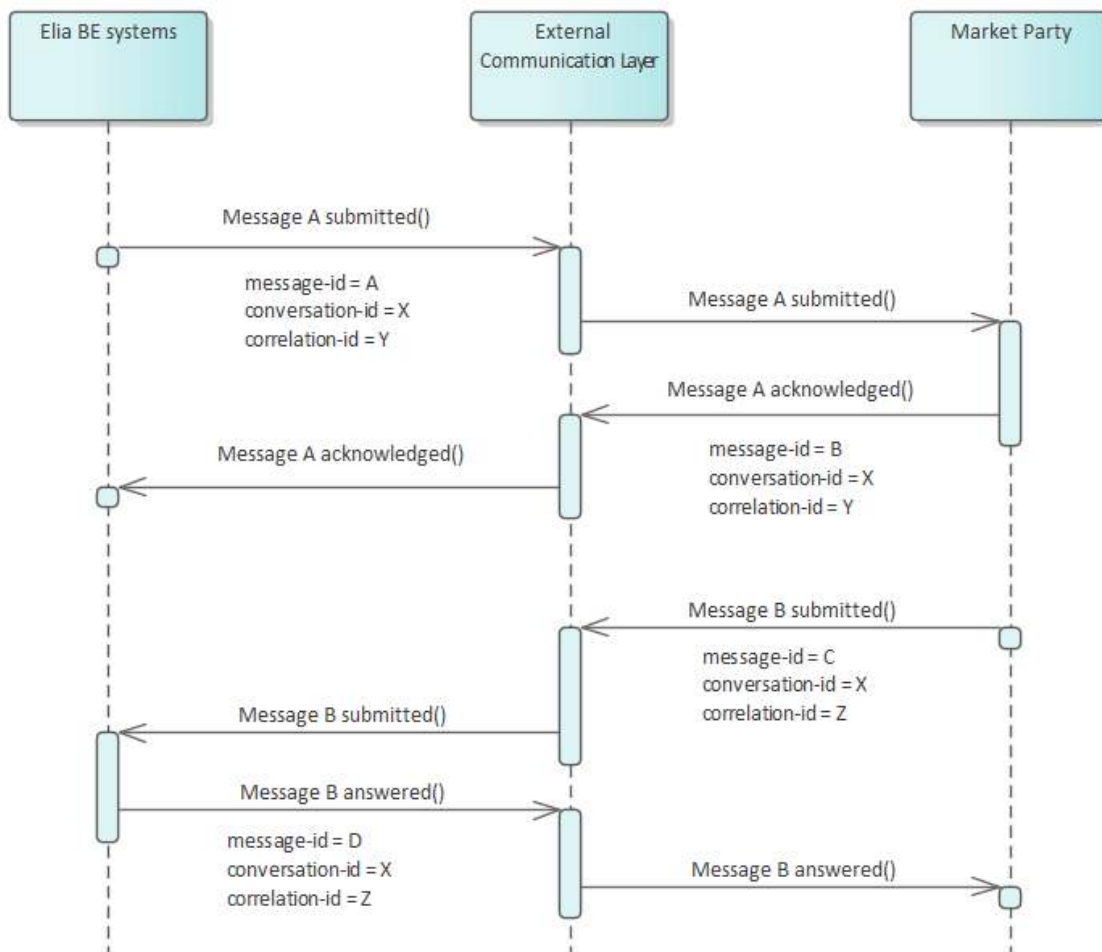 Elia BE systems
External
Communication Layer
Market Party
Message A submitted()
message-id = A
conversation-id = X
correlation-id = Y
Message A submitted()
Message A acknowledged()
message-id = B
conversation-id = X
correlation-id = Y
Message A acknowledged()
Message B submitted()
message-id = C
conversation-id = X
correlation-id = Z
Message B submitted()
Message B answered()
message-id = D
conversation-id = X
correlation-id = Z
Message B answered()